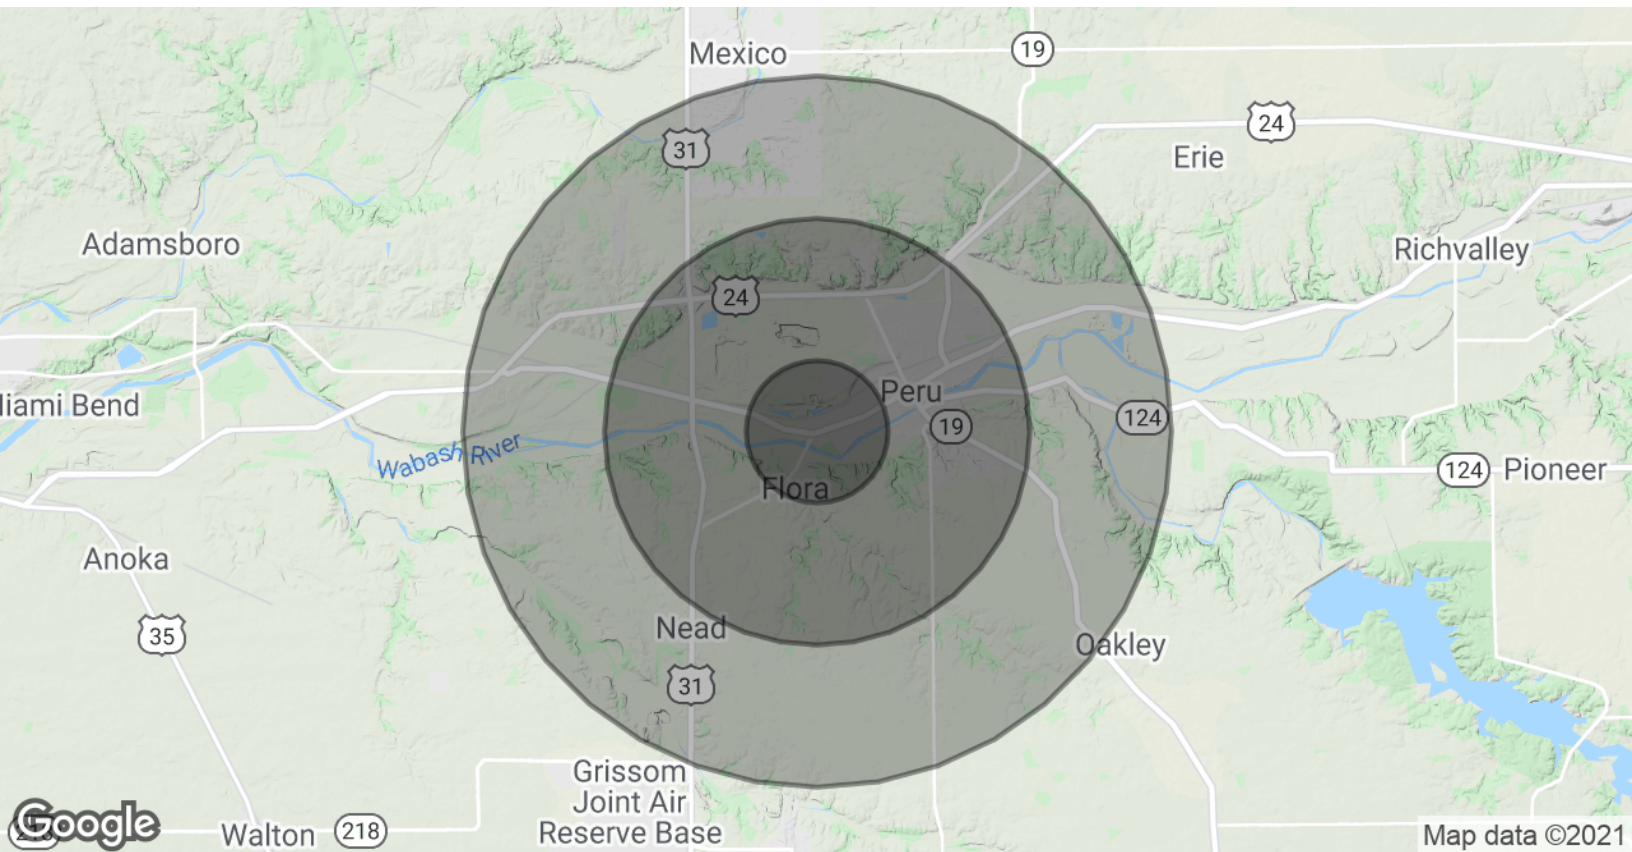 Mexico
19
24
31
Erie
Adamsboro
Richvalley
24
Peru
Miami Bend
124
19
Wabash River
124
Pioneer
Flora
Anoka
Nead
35
Oakley
31
Grissom
Joint Air
Reserve Base
Google
Walton
218
Map data ©2021